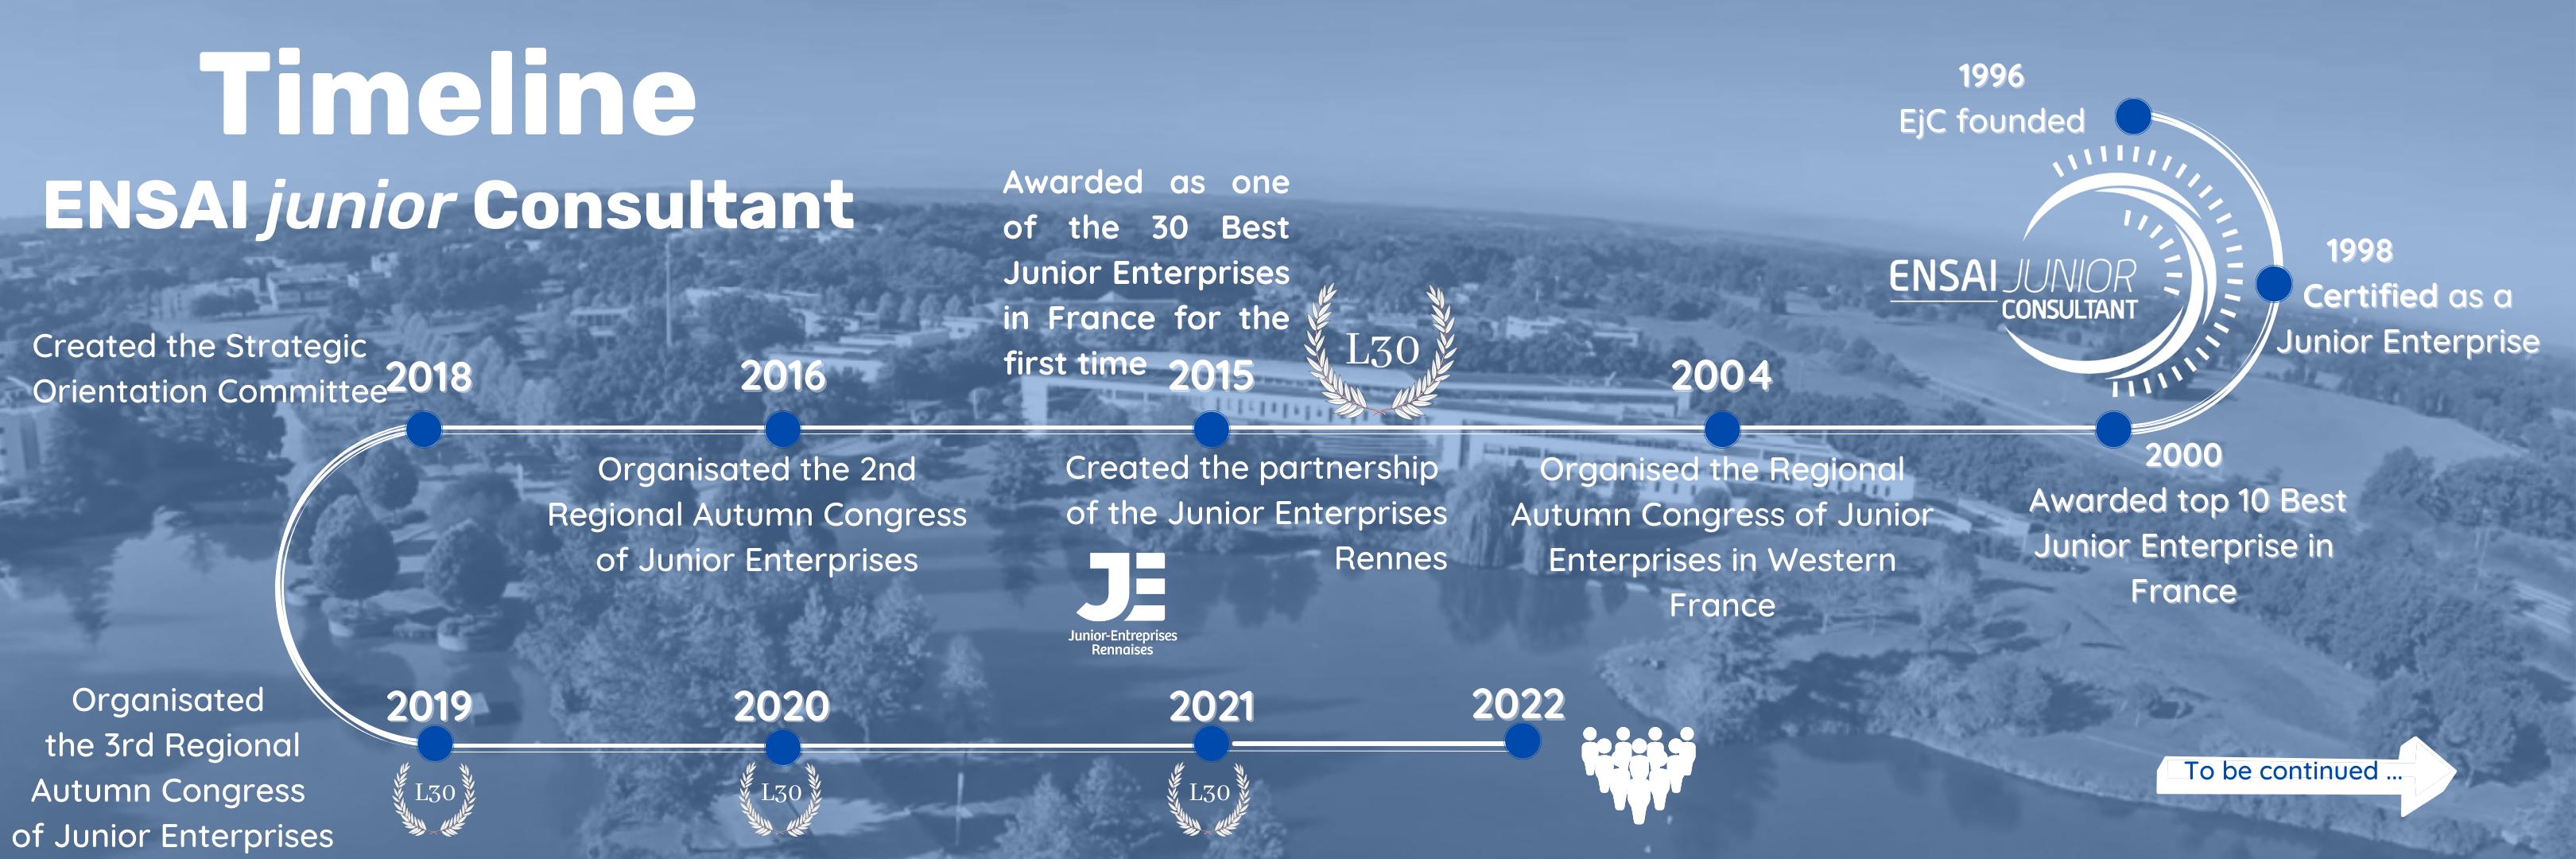 Timeline
ENSAI junior Consultant
1996
EjC founded
ENSAI JUNIOR
CONSULTANT
1998
Certified as a
Junior Enterprise
2000
Awarded top 10 Best
Junior Enterprise in
France
2004
Organised the Regional
Autumn Congress of Junior
Enterprises in Western
France
Awarded as one
of the 30 Best
Junior Enterprises
in France for the
first time
2015
L30
Created the partnership
of the Junior Enterprises
Rennes
JE
Junior-Entreprises
Rennaises
2016
Organisated the 2nd
Regional Autumn Congress
of Junior Enterprises
2018
Created the Strategic
Orientation Committee
2019
Organisated
the 3rd Regional
Autumn Congress
of Junior Enterprises
L30
2020
L30
2021
L30
2022
To be continued ...